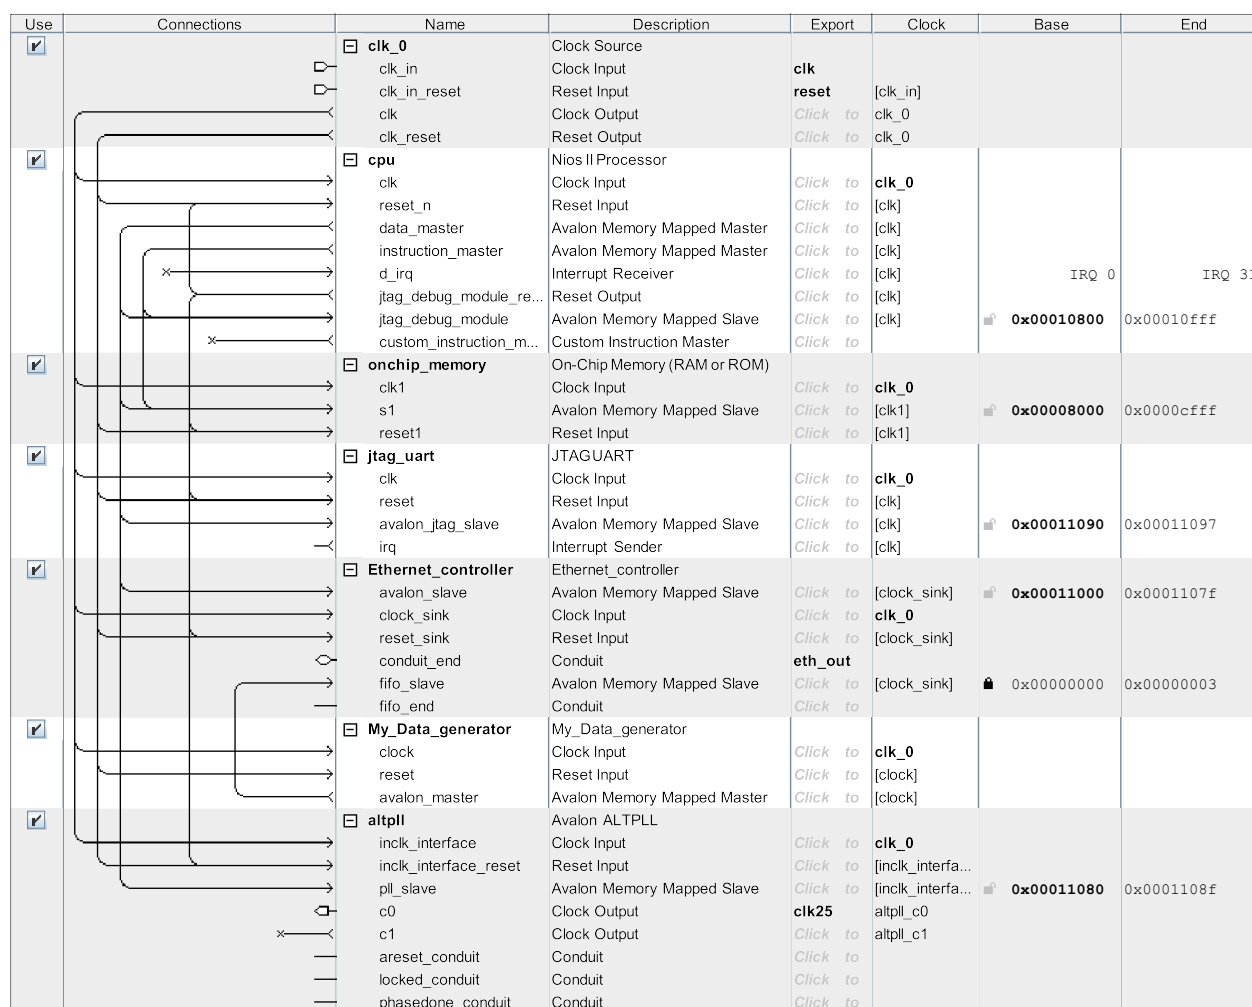 Use Connections Name Description Export Clock Base End
clk_0 Clock Source
clk_in Clock Input clk
clk_in_reset Reset Input reset [clk_in]
clk Clock Output Click to clk_0
clk_reset Reset Output Click to clk_0
cpu Nios II Processor
clk Clock Input Click to clk_0
reset_n Reset Input Click to [clk]
data_master Avalon Memory Mapped Master Click to [clk]
instruction_master Avalon Memory Mapped Master Click to [clk]
d_irq Interrupt Receiver Click to [clk] IRQ 0 IRQ 31
jtag_debug_module_re... Reset Output Click to [clk]
jtag_debug_module Avalon Memory Mapped Slave Click to [clk] 0x00010800 0x00010fff
custom_instruction_m... Custom Instruction Master Click to
onchip_memory On-Chip Memory (RAM or ROM)
clk1 Clock Input Click to clk_0
s1 Avalon Memory Mapped Slave Click to [clk1] 0x00008000 0x0000cfff
reset1 Reset Input Click to [clk1]
jtag_uart JTAG UART
clk Clock Input Click to clk_0
reset Reset Input Click to [clk]
avalon_jtag_slave Avalon Memory Mapped Slave Click to [clk] 0x00011090 0x00011097
irq Interrupt Sender Click to [clk]
Ethernet_controller Ethernet_controller
avalon_slave Avalon Memory Mapped Slave Click to [clock_sink] 0x00011000 0x0001107f
clock_sink Clock Input Click to clk_0
reset_sink Reset Input Click to [clock_sink]
conduit_end Conduit eth_out
fifo_slave Avalon Memory Mapped Slave Click to [clock_sink] 0x00000000 0x00000003
fifo_end Conduit Click to
My_Data_generator My_Data_generator
clock Clock Input Click to clk_0
reset Reset Input Click to [clock]
avalon_master Avalon Memory Mapped Master Click to [clock]
altpll Avalon ALTPLL
inclk_interface Clock Input Click to clk_0
inclk_interface_reset Reset Input Click to [inclk_interfa...
pll_slave Avalon Memory Mapped Slave Click to [inclk_interfa... 0x00011080 0x0001108f
c0 Clock Output clk25 altpll_c0
c1 Clock Output Click to altpll_c1
areset_conduit Conduit Click to
locked_conduit Conduit Click to
phasedone_conduit Conduit Click to